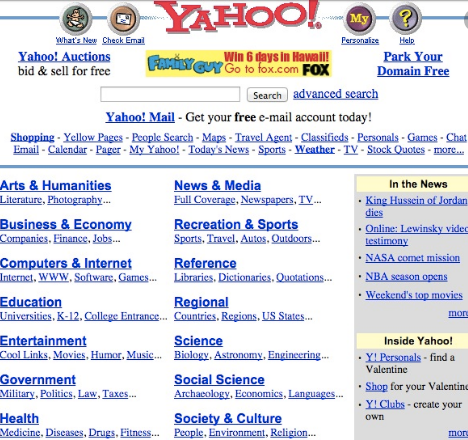 YAHOO!
My
?
What's New Check Email Personalize Help
Yahoo! Auctions
bid & sell for free
FAMILY GUY Win 6 days in Hawaii!
Go to fox.com FOX
Park Your
Domain Free
Search advanced search
Yahoo! Mail - Get your free e-mail account today!
Shopping - Yellow Pages - People Search - Maps - Travel Agent - Classifieds - Personals - Games - Chat
Email - Calendar - Pager - My Yahoo! - Today's News - Sports - Weather - TV - Stock Quotes - more...
Arts & Humanities
Literature, Photography...
News & Media
Full Coverage, Newspapers, TV...
Business & Economy
Companies, Finance, Jobs...
Recreation & Sports
Sports, Travel, Autos, Outdoors...
Computers & Internet
Internet, WWW, Software, Games...
Reference
Libraries, Dictionaries, Quotations...
Education
Universities, K-12, College Entrance...
Regional
Countries, Regions, US States...
Entertainment
Cool Links, Movies, Humor, Music...
Science
Biology, Astronomy, Engineering...
Government
Military, Politics, Law, Taxes...
Social Science
Archaeology, Economics, Languages...
Health
Medicine, Diseases, Drugs, Fitness...
Society & Culture
People, Environment, Religion...
In the News
· King Hussein of Jordan
dies
· Online: Lewinsky video
testimony
· NASA comet mission
· NBA season opens
· Weekend's top movies
more
Inside Yahoo!
· Y! Personals - find a
Valentine
· Shop for your Valentine
· Y! Clubs - create your
own
more